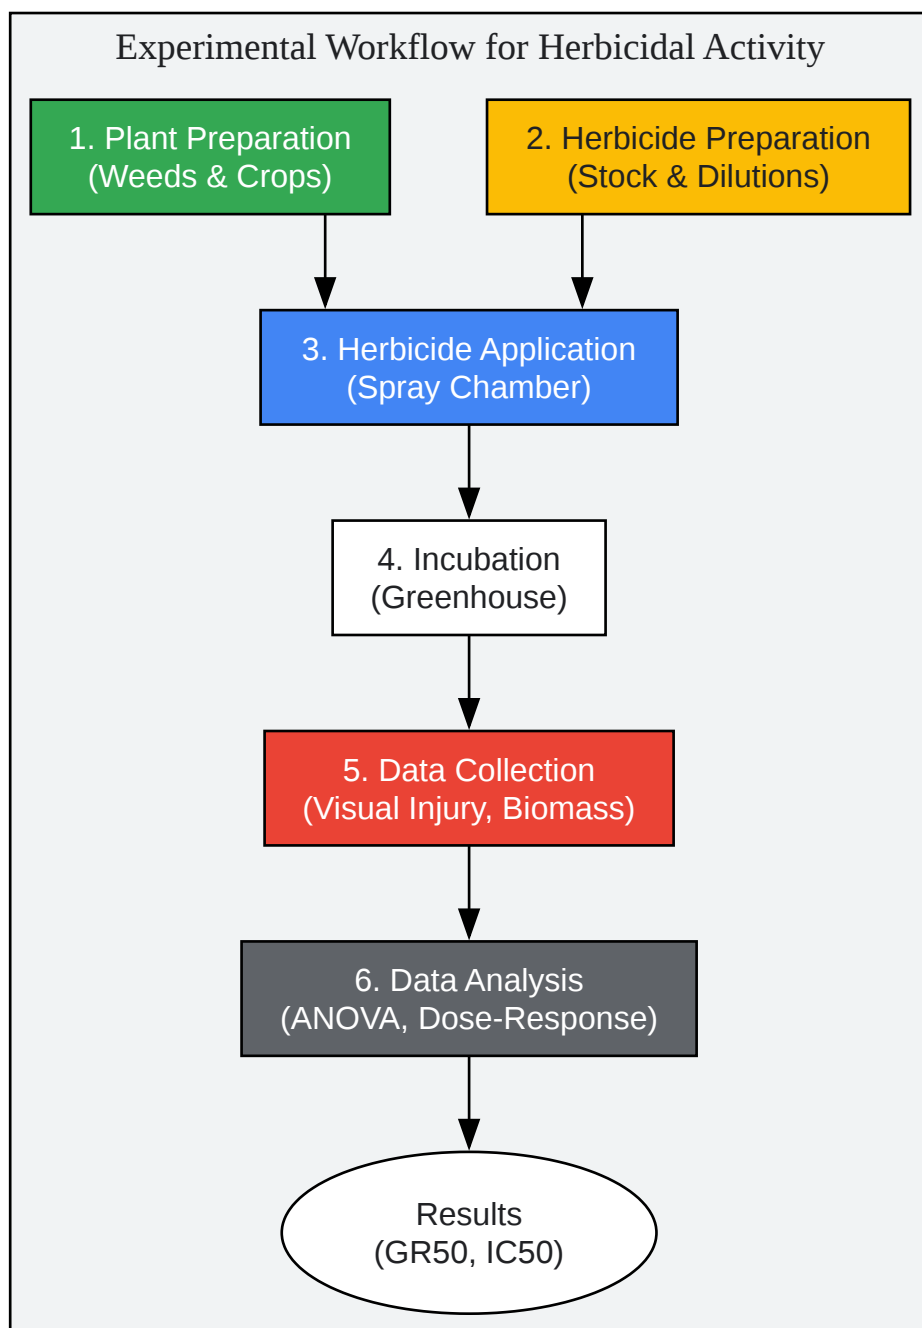 Experimental Workflow for Herbicidal Activity
1. Plant Preparation
(Weeds & Crops)
2. Herbicide Preparation
(Stock & Dilutions)
3. Herbicide Application
(Spray Chamber)
4. Incubation
(Greenhouse)
5. Data Collection
(Visual Injury, Biomass)
6. Data Analysis
(ANOVA, Dose-Response)
Results
(GR50, IC50)